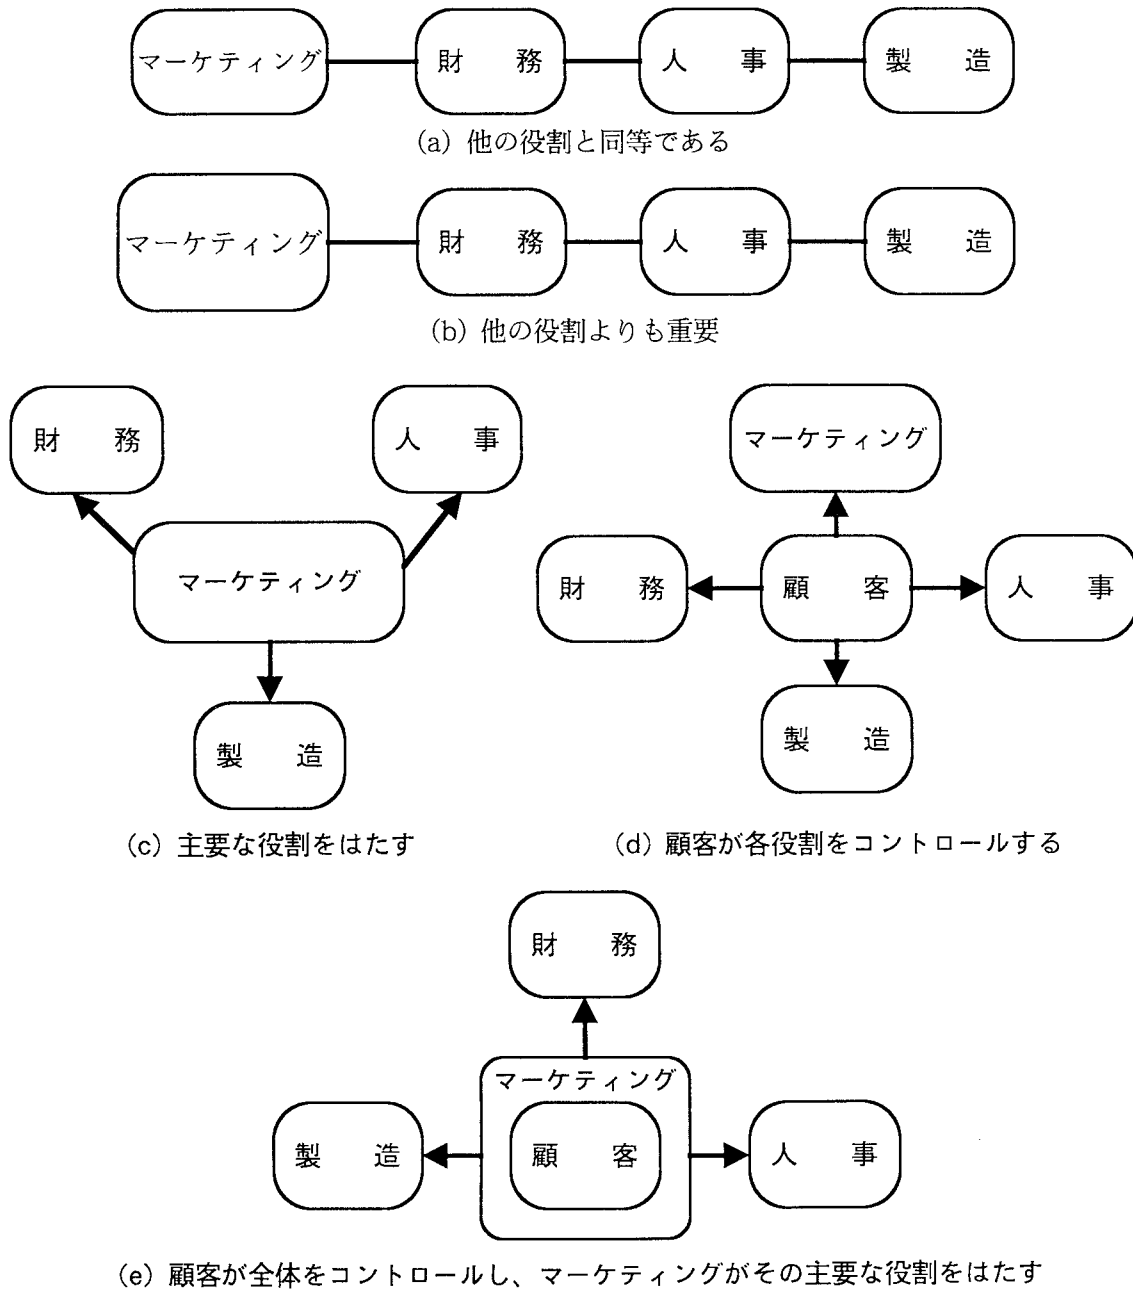 マーケティング 財務 人事 製造
(a) 他の役割と同等である
マーケティング 財務 人事 製造
(b) 他の役割よりも重要
財務 人事
マーケティング
製造
(c) 主要な役割をはたす
マーケティング
財務 顧客 人事
製造
(d) 顧客が各役割をコントロールする
財務
マーケティング
製造 顧客 人事
(e) 顧客が全体をコントロールし、マーケティングがその主要な役割をはたす